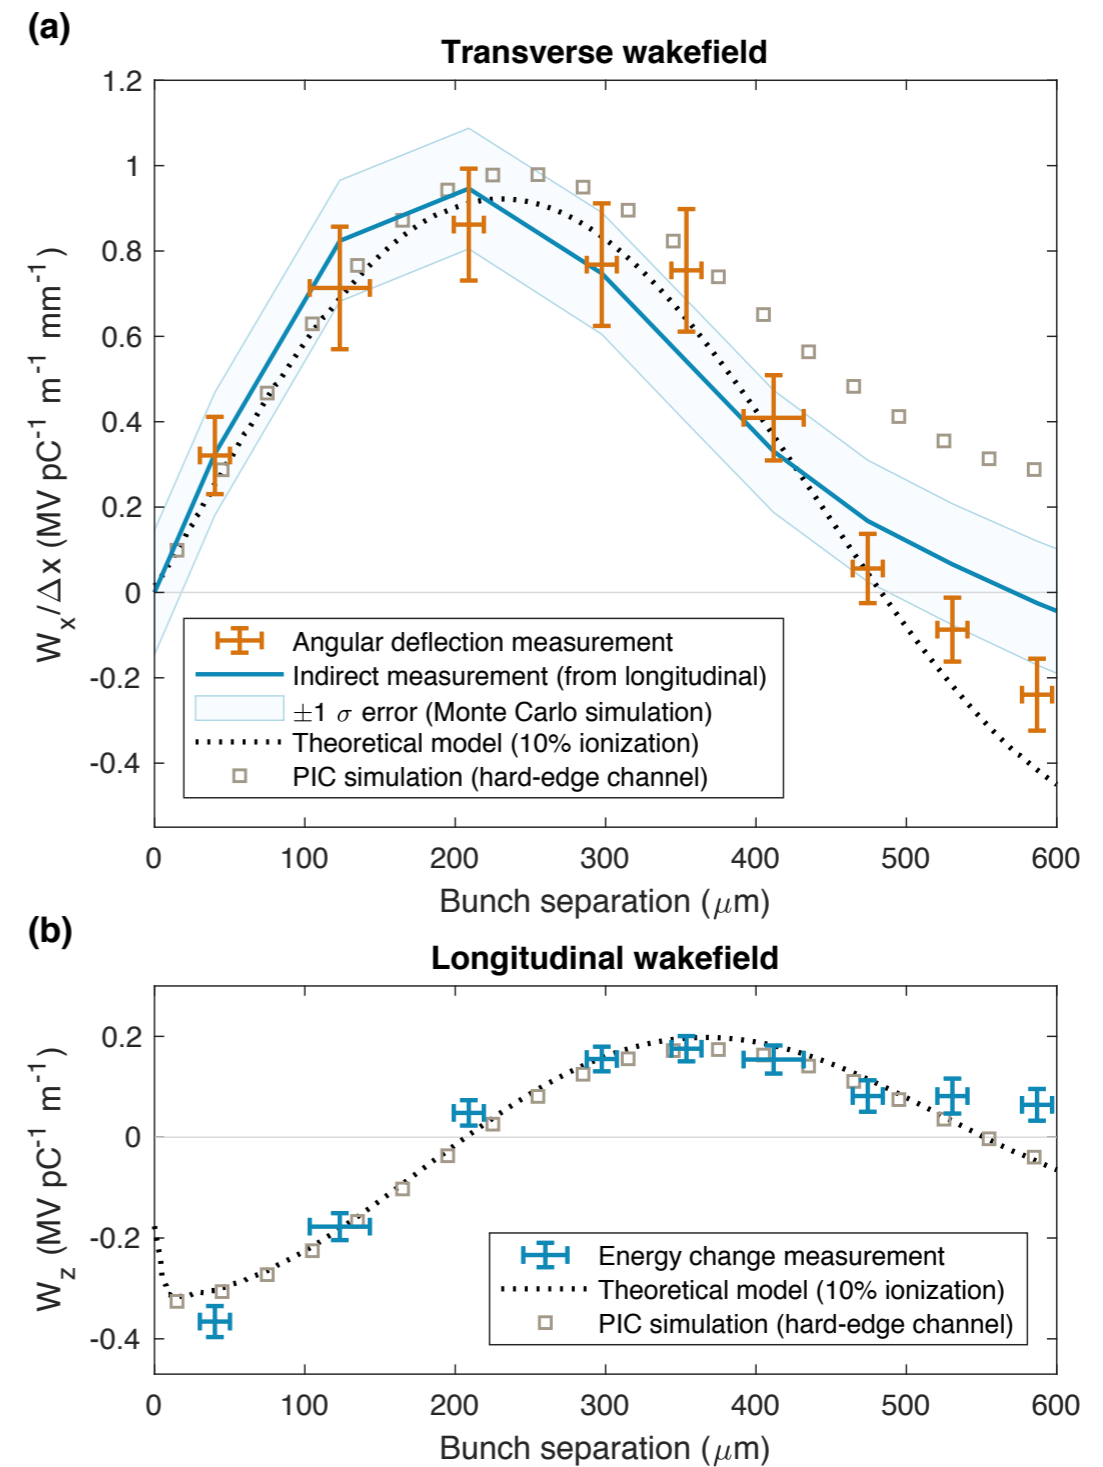 (a)
Transverse wakefield
1.2
1
0.8
0.6
0.4
0.2
0
-0.2
-0.4
W_x/Δx (MV pC^-1 m^-1 mm^-1)
Angular deflection measurement
Indirect measurement (from longitudinal)
±1 σ error (Monte Carlo simulation)
Theoretical model (10% ionization)
PIC simulation (hard-edge channel)
0 100 200 300 400 500 600
Bunch separation (μm)
(b)
Longitudinal wakefield
0.2
0
-0.2
-0.4
W_z (MV pC^-1 m^-1)
Energy change measurement
Theoretical model (10% ionization)
PIC simulation (hard-edge channel)
0 100 200 300 400 500 600
Bunch separation (μm)